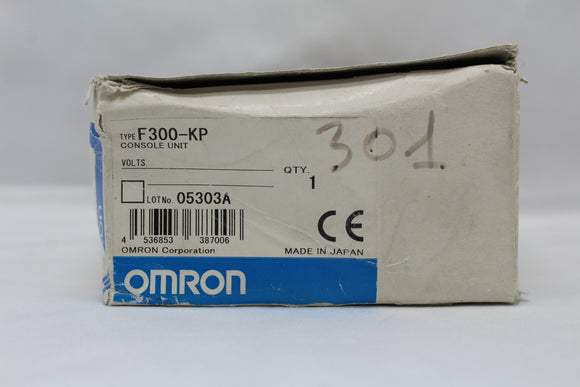 TYPE F300-KP
CONSOLE UNIT
301
VOLTS
QTY.
1
LOT No. 05303A
4 536853 387006
CE
OMRON Corporation
MADE IN JAPAN
OMRON